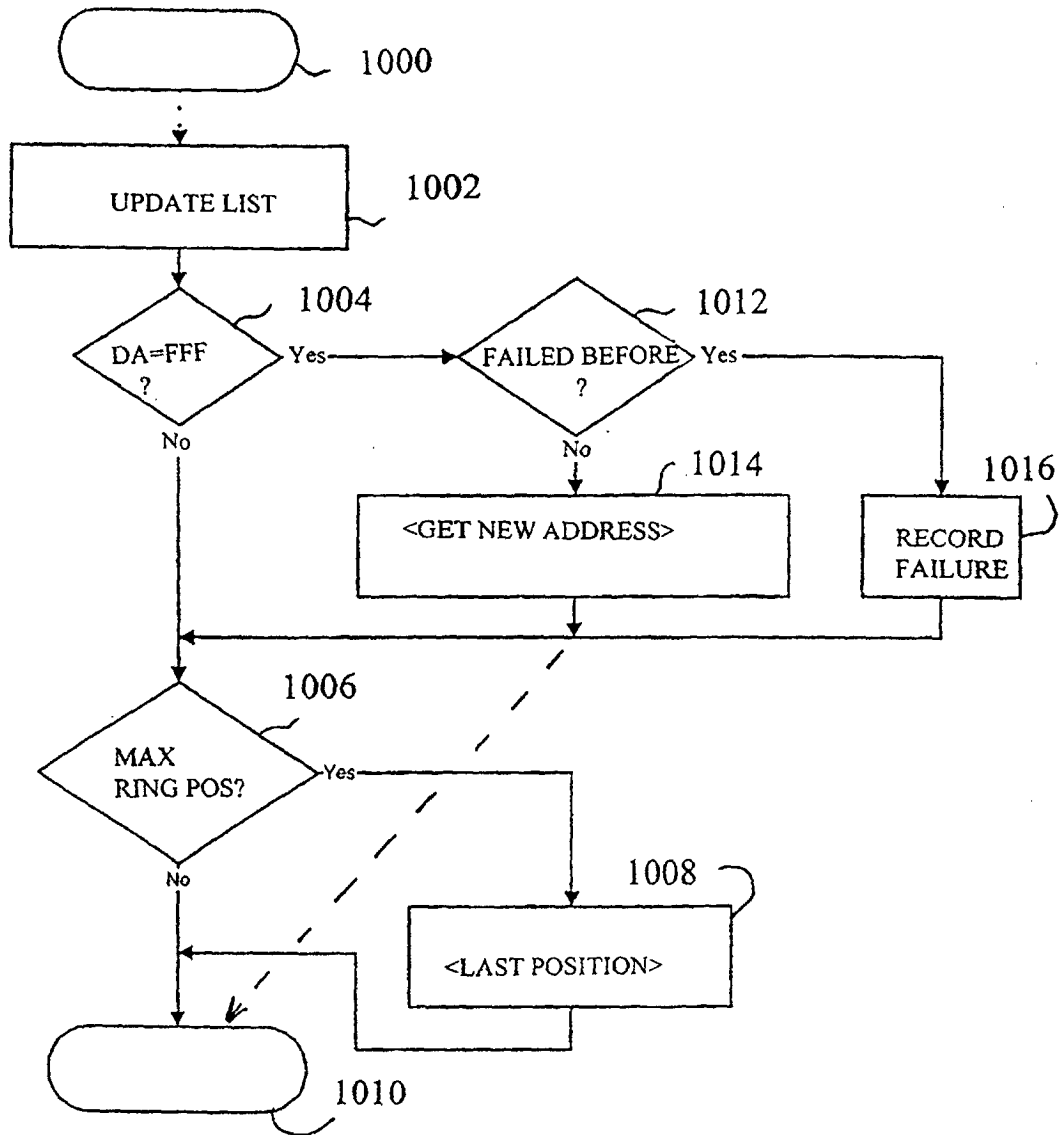 1000
UPDATE LIST
1002
1004
DA=FFF
?
Yes
No
1012
FAILED BEFORE
?
Yes
No
1014
<GET NEW ADDRESS>
1016
RECORD
FAILURE
1006
MAX
RING POS?
Yes
No
1008
<LAST POSITION>
1010